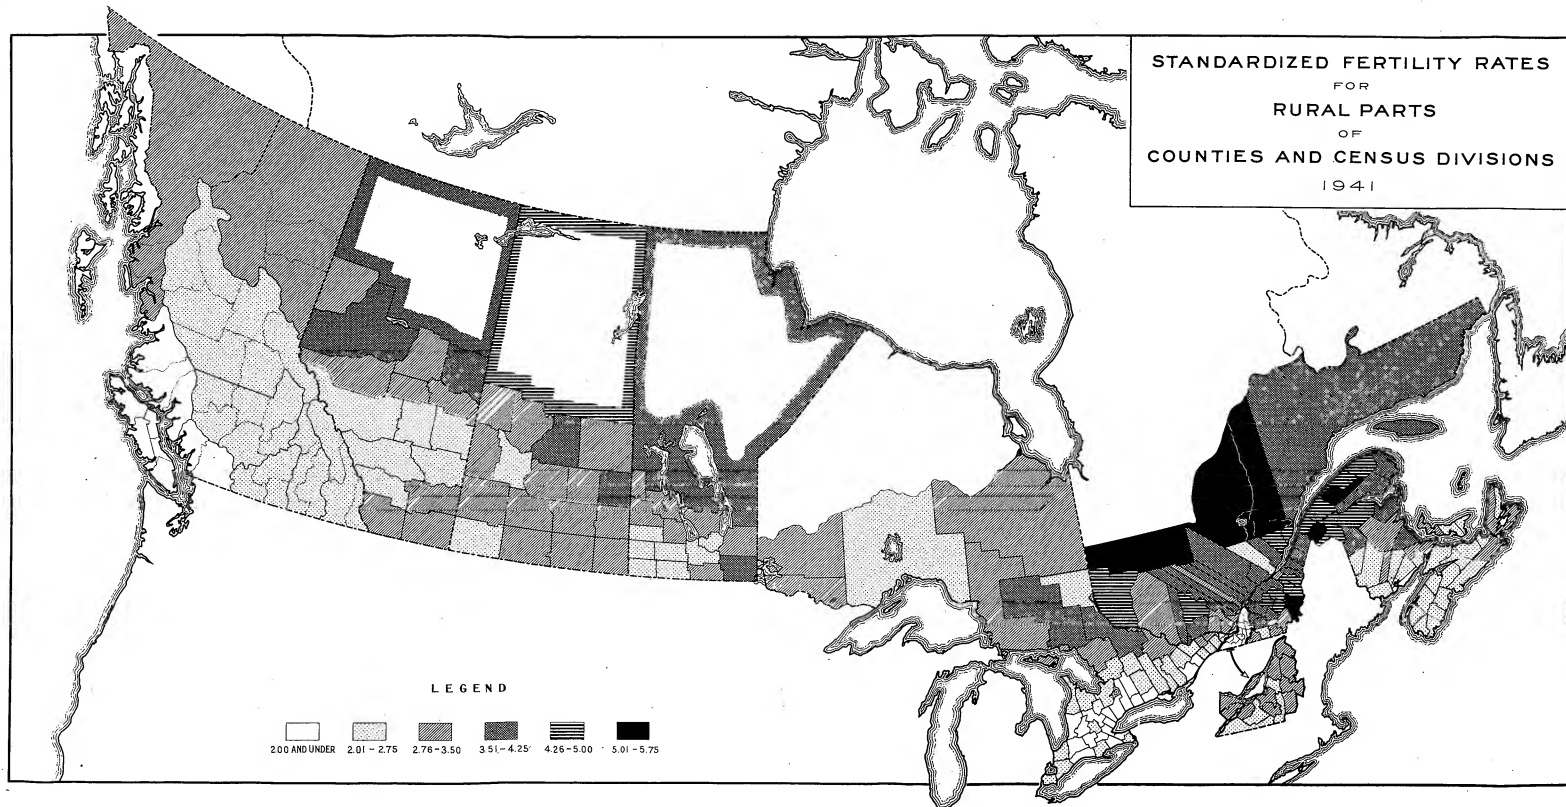 STANDARDIZED FERTILITY RATES
FOR
RURAL PARTS
OF
COUNTIES AND CENSUS DIVISIONS
1941
LEGEND
2.00 AND UNDER 2.01 - 2.75 2.76 - 3.50 3.51 - 4.25 4.26 - 5.00 5.01 - 5.75